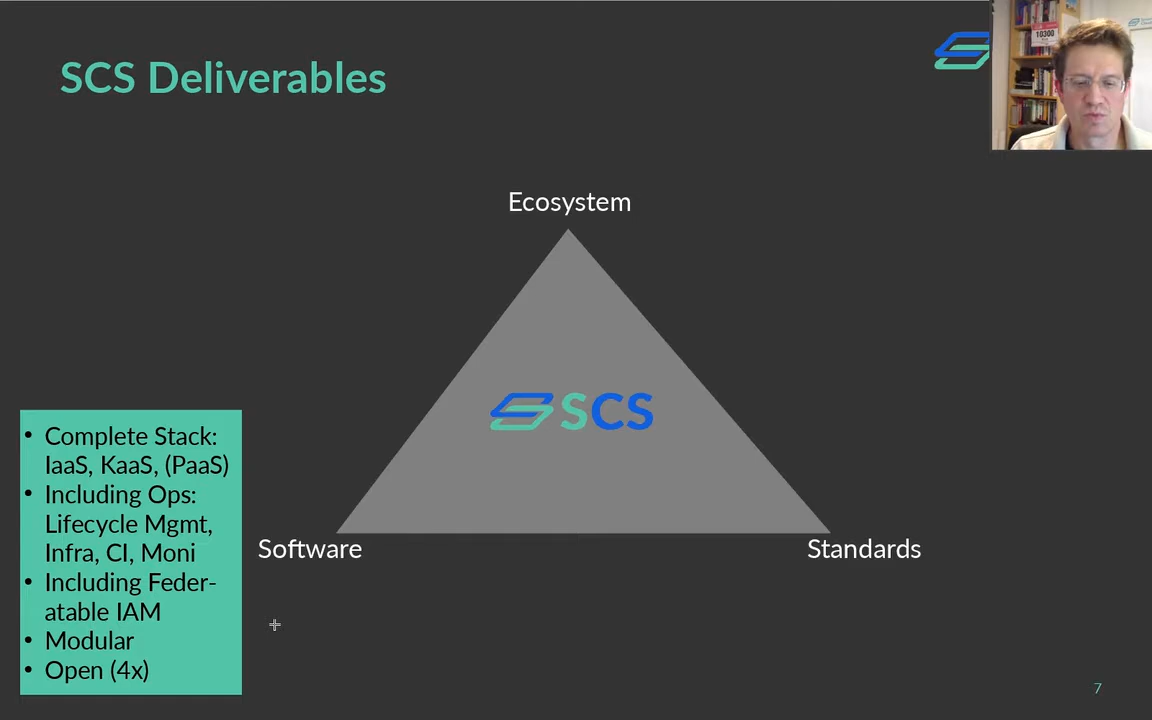 SCS Deliverables
10300
Ecosystem
SCS
• Complete Stack:
IaaS, KaaS, (PaaS)
• Including Ops:
Lifecycle Mgmt,
Infra, CI, Moni
• Including Feder-
atable IAM
• Modular
• Open (4x)
Software
Standards
7